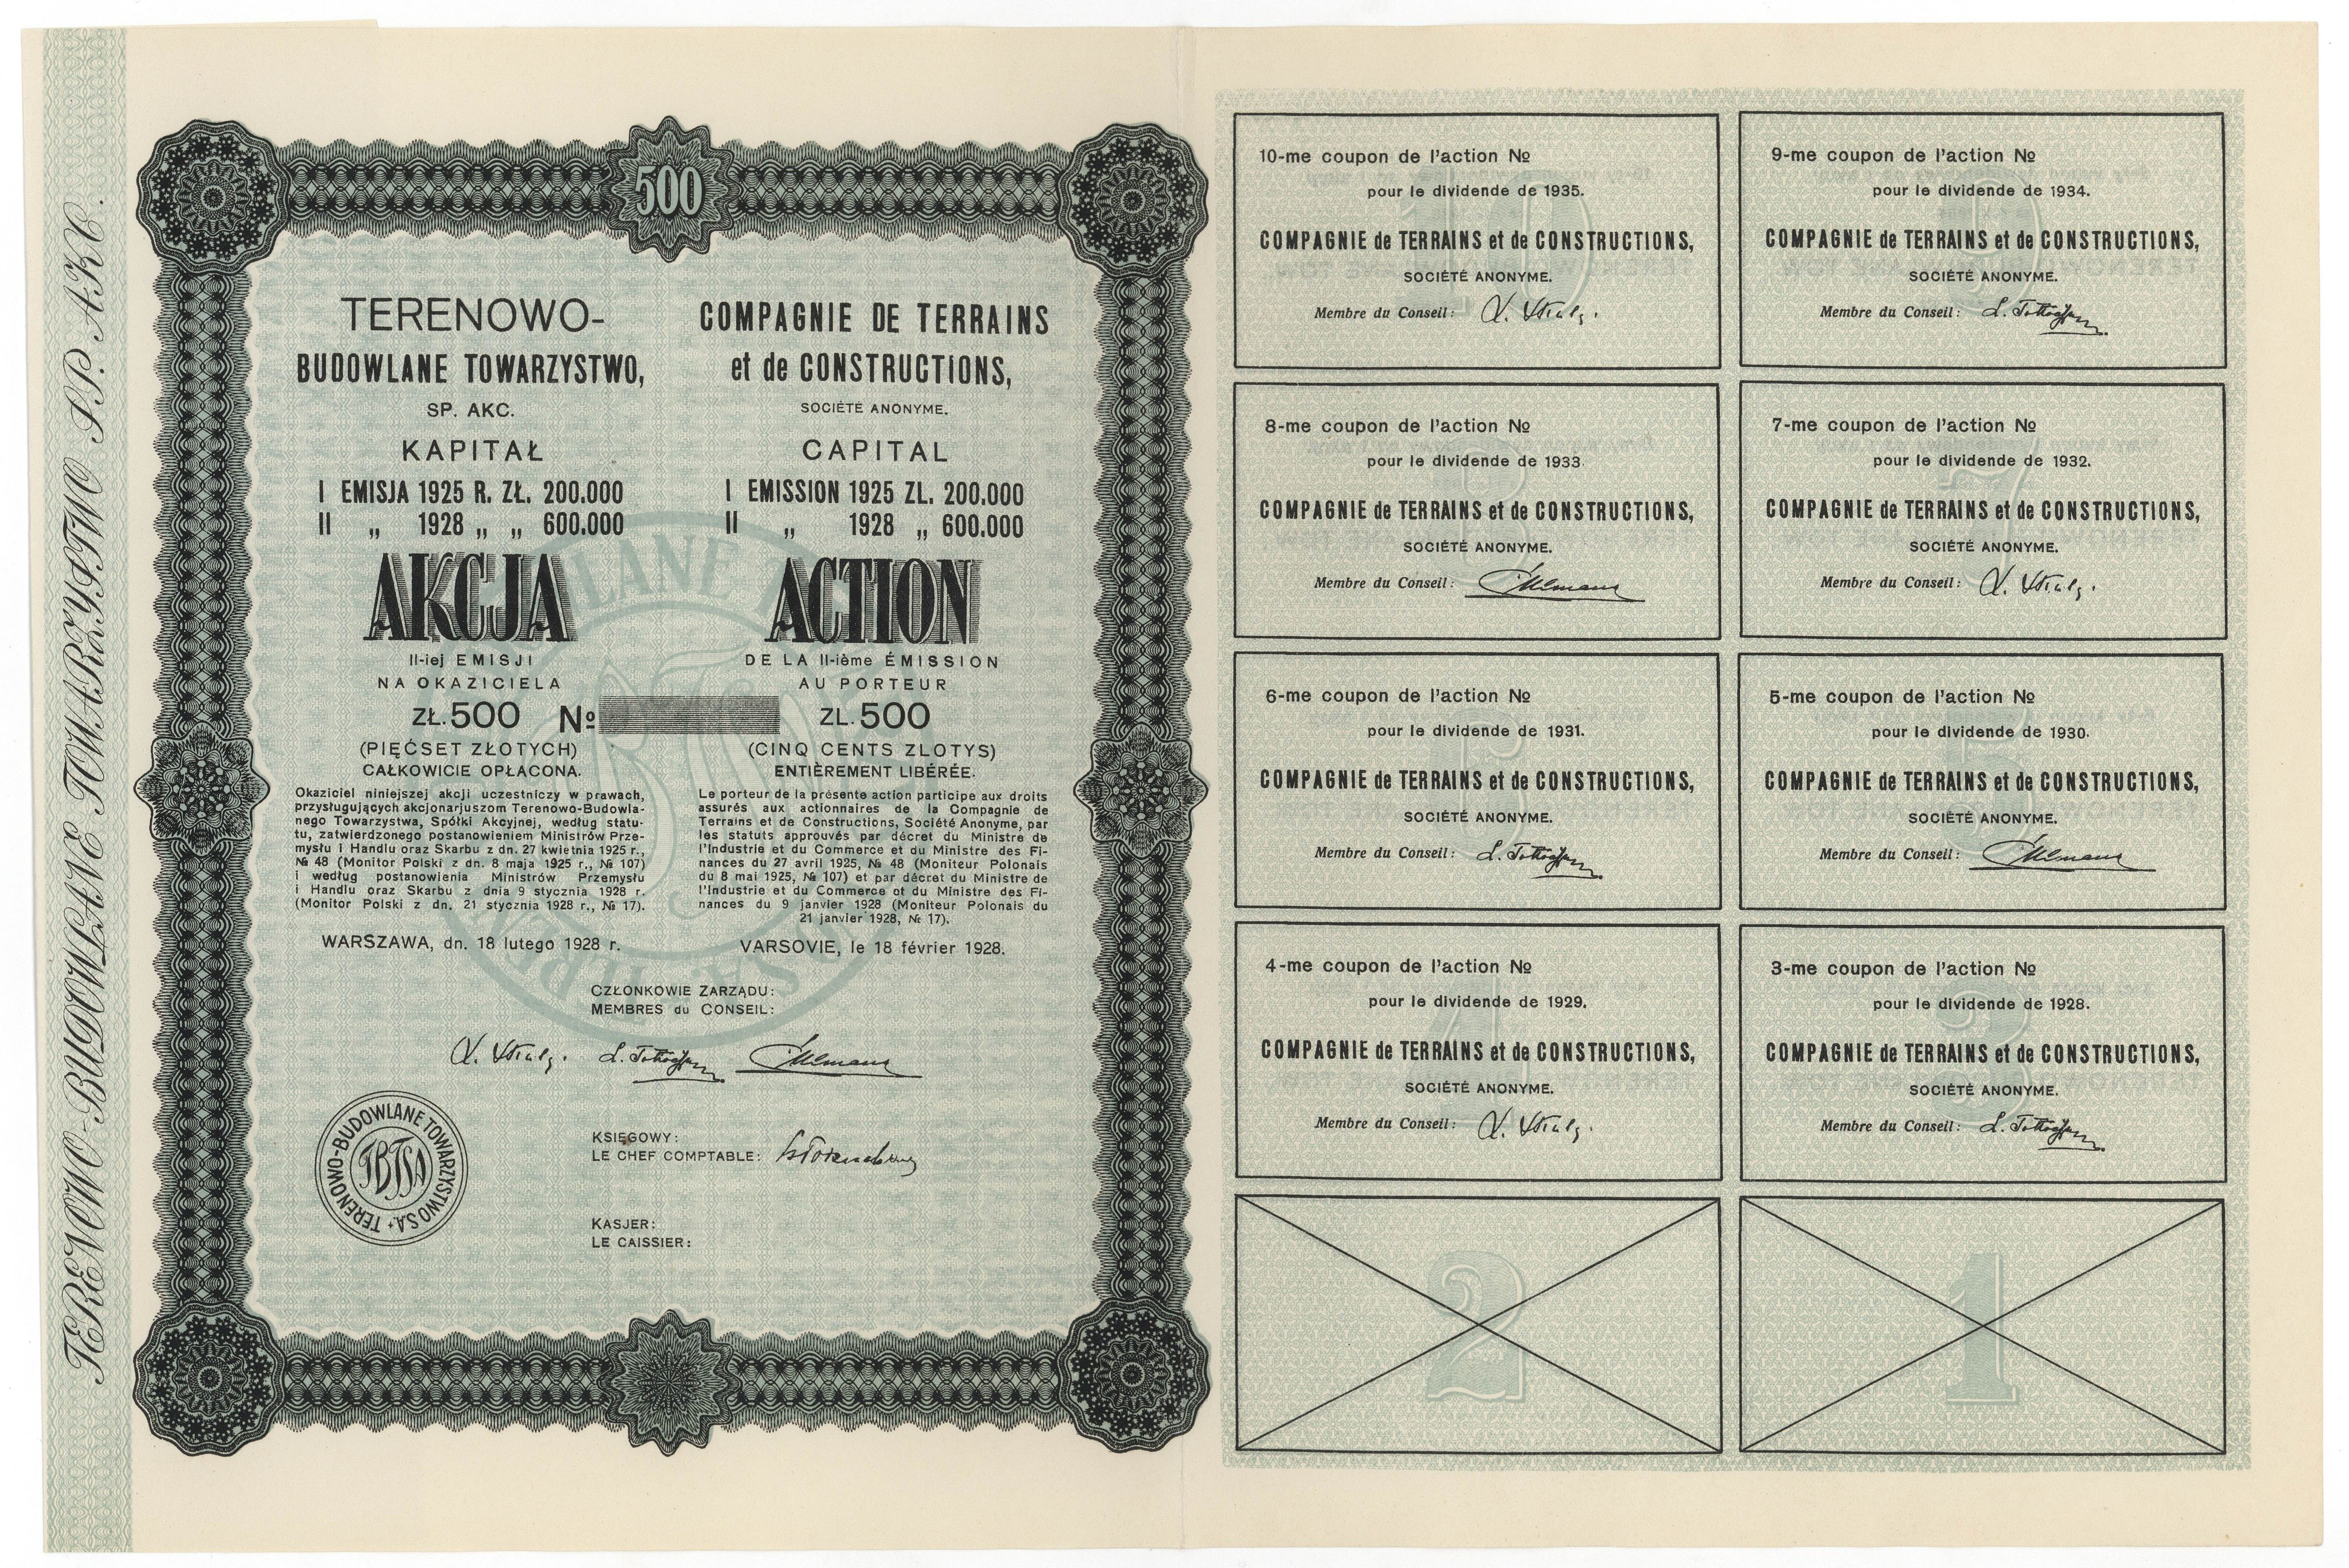 TERENOWO-BUDOWLANE TOWARZYSTWO SP. AKC.
500
TERENOWO-
BUDOWLANE TOWARZYSTWO,
SP. AKC.
KAPITAŁ
I EMISJA 1925 R. ZŁ. 200.000
II „ 1928 „ „ 600.000
AKCJA
II-iej EMISJI
NA OKAZICIELA
ZŁ. 500 №
(PIĘĆSET ZŁOTYCH)
CAŁKOWICIE OPŁACONA.
Okaziciel niniejszej akcji uczestniczy w prawach,
przysługujących akcjonarjuszom Terenowo-Budowla-
nego Towarzystwa, Spółki Akcyjnej, według statu-
tu, zatwierdzonego postanowieniem Ministrów Prze-
mysłu i Handlu oraz Skarbu z dn. 27 kwietnia 1925 r.,
№ 48 (Monitor Polski z dn. 8 maja 1925 r., № 107)
i według postanowienia Ministrów Przemysłu
i Handlu oraz Skarbu z dnia 9 stycznia 1928 r.
(Monitor Polski z dn. 21 stycznia 1928 r., № 17).
WARSZAWA, dn. 18 lutego 1928 r.
COMPAGNIE DE TERRAINS
et de CONSTRUCTIONS,
SOCIÉTÉ ANONYME.
CAPITAL
I EMISSION 1925 ZL. 200.000
II „ 1928 „ 600.000
ACTION
DE LA II-ième ÉMISSION
AU PORTEUR
ZL. 500
(CINQ CENTS ZLOTYS)
ENTIÈREMENT LIBÉRÉE.
Le porteur de la présente action participe aux droits
assurés aux actionnaires de la Compagnie de
Terrains et de Constructions, Société Anonyme, par
les statuts approuvés par décret du Ministre de
l'Industrie et du Commerce et du Ministre des Fi-
nances du 27 avril 1925, № 48 (Moniteur Polonais
du 8 mai 1925, № 107) et par décret du Ministre de
l'Industrie et du Commerce et du Ministre des Fi-
nances du 9 janvier 1928 (Moniteur Polonais du
21 janvier 1928, № 17).
VARSOVIE, le 18 février 1928.
CZŁONKOWIE ZARZĄDU:
MEMBRES du CONSEIL:
KSIĘGOWY:
LE CHEF COMPTABLE:
KASJER:
LE CAISSIER:
TERENOWO-BUDOWLANE TOWARZYSTWO S.A.
TBTSA
10-me coupon de l'action №
pour le dividende de 1935.
COMPAGNIE de TERRAINS et de CONSTRUCTIONS,
SOCIÉTÉ ANONYME.
Membre du Conseil:
9-me coupon de l'action №
pour le dividende de 1934.
COMPAGNIE de TERRAINS et de CONSTRUCTIONS,
SOCIÉTÉ ANONYME.
Membre du Conseil:
8-me coupon de l'action №
pour le dividende de 1933.
COMPAGNIE de TERRAINS et de CONSTRUCTIONS,
SOCIÉTÉ ANONYME.
Membre du Conseil:
7-me coupon de l'action №
pour le dividende de 1932.
COMPAGNIE de TERRAINS et de CONSTRUCTIONS,
SOCIÉTÉ ANONYME.
Membre du Conseil:
6-me coupon de l'action №
pour le dividende de 1931.
COMPAGNIE de TERRAINS et de CONSTRUCTIONS,
SOCIÉTÉ ANONYME.
Membre du Conseil:
5-me coupon de l'action №
pour le dividende de 1930.
COMPAGNIE de TERRAINS et de CONSTRUCTIONS,
SOCIÉTÉ ANONYME.
Membre du Conseil:
4-me coupon de l'action №
pour le dividende de 1929.
COMPAGNIE de TERRAINS et de CONSTRUCTIONS,
SOCIÉTÉ ANONYME.
Membre du Conseil:
3-me coupon de l'action №
pour le dividende de 1928.
COMPAGNIE de TERRAINS et de CONSTRUCTIONS,
SOCIÉTÉ ANONYME.
Membre du Conseil:
2
1